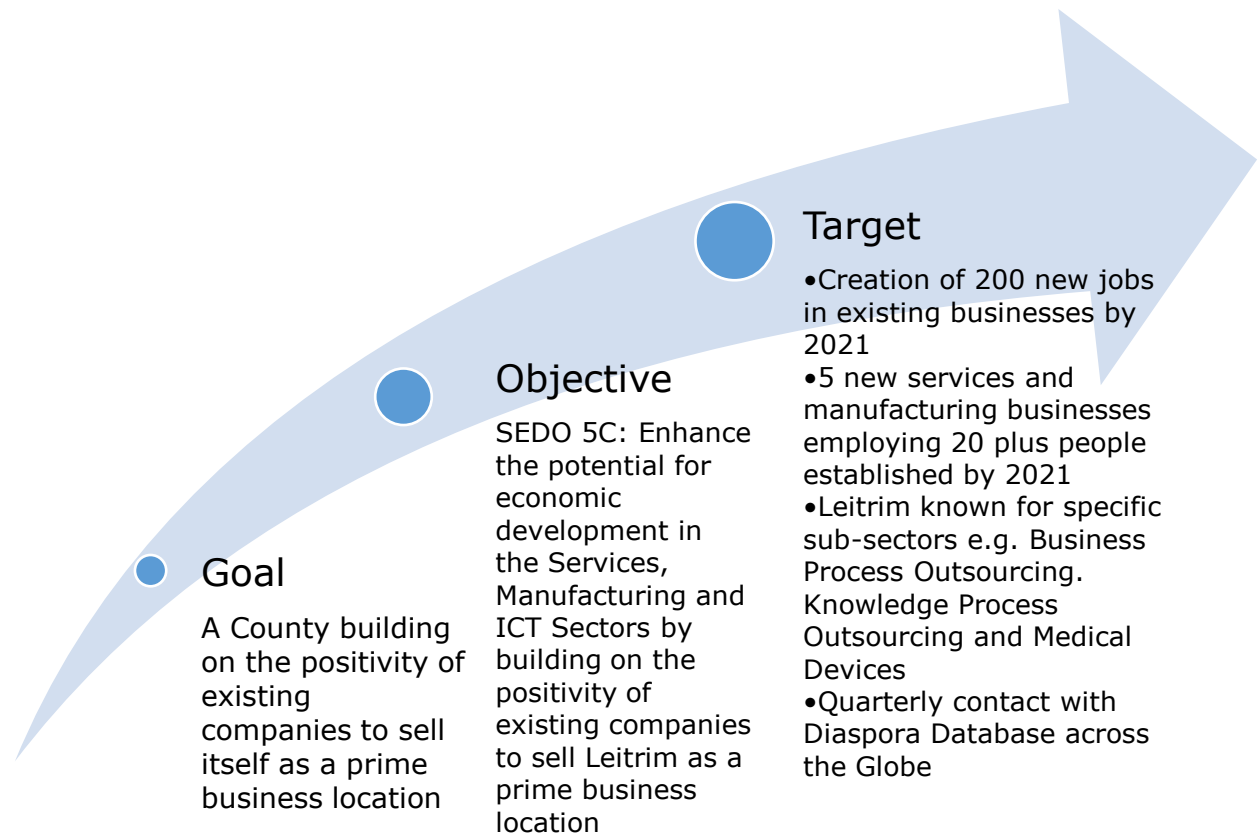 Goal
A County building
on the positivity of
existing
companies to sell
itself as a prime
business location
Objective
SEDO 5C: Enhance
the potential for
economic
development in
the Services,
Manufacturing and
ICT Sectors by
building on the
positivity of
existing companies
to sell Leitrim as a
prime business
location
Target
•Creation of 200 new jobs
in existing businesses by
2021
•5 new services and
manufacturing businesses
employing 20 plus people
established by 2021
•Leitrim known for specific
sub-sectors e.g. Business
Process Outsourcing.
Knowledge Process
Outsourcing and Medical
Devices
•Quarterly contact with
Diaspora Database across
the Globe